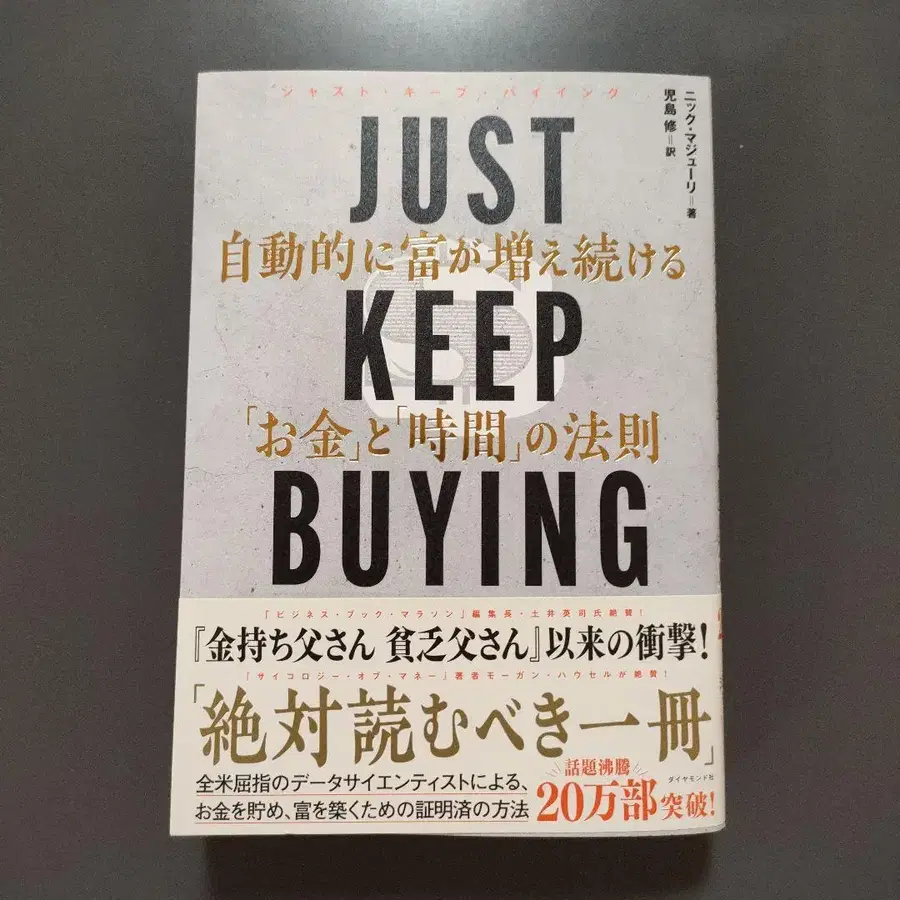 ジャスト・キープ・バイイング
ニック・マジューリ=著
児島 修=訳
JUST
自動的に富が増え続ける
KEEP
「お金」と「時間」の法則
BUYING
「ビジネス・ブック・マラソン」編集長・土井英司氏絶賛!
『金持ち父さん 貧乏父さん』以来の衝撃!
「サイコロジー・オブ・マネー」著者モーガン・ハウセルが絶賛!
「絶対読むべき一冊」
全米屈指のデータサイエンティストによる、
お金を貯め、富を築くための証明済の方法
話題沸騰
20万部突破!
ダイヤモンド社